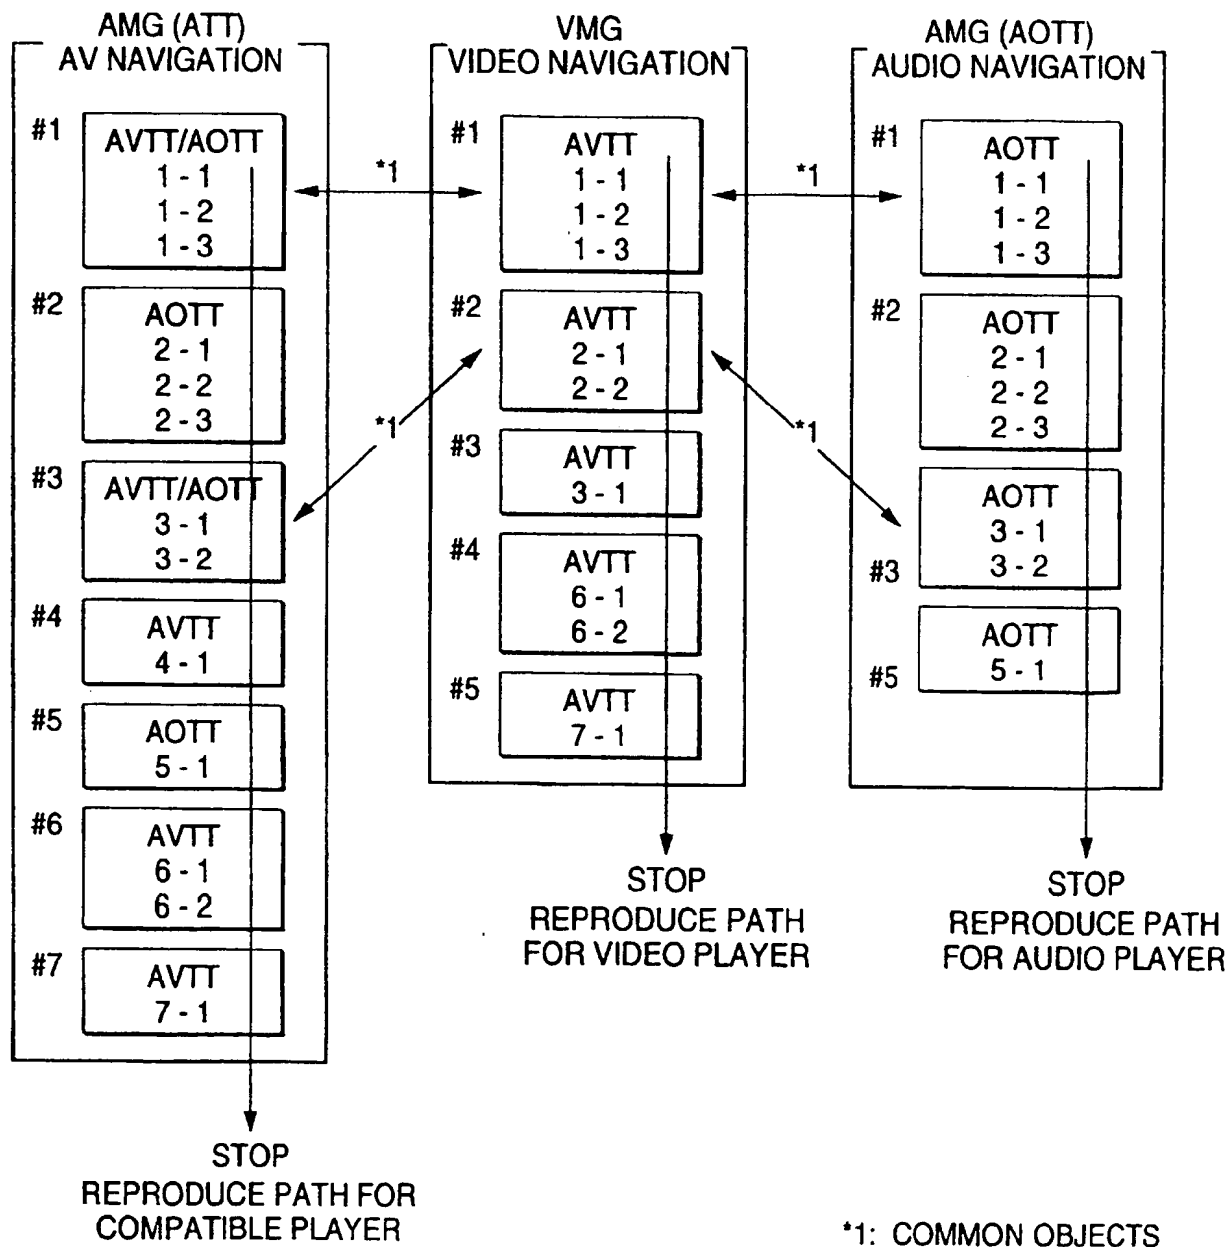 AMG (ATT)
AV NAVIGATION
#1
AVTT/AOTT
1 - 1
1 - 2
1 - 3
#2
AOTT
2 - 1
2 - 2
2 - 3
#3
AVTT/AOTT
3 - 1
3 - 2
#4
AVTT
4 - 1
#5
AOTT
5 - 1
#6
AVTT
6 - 1
6 - 2
#7
AVTT
7 - 1
STOP
REPRODUCE PATH FOR
COMPATIBLE PLAYER
*1
*1
VMG
VIDEO NAVIGATION
#1
AVTT
1 - 1
1 - 2
1 - 3
#2
AVTT
2 - 1
2 - 2
#3
AVTT
3 - 1
#4
AVTT
6 - 1
6 - 2
#5
AVTT
7 - 1
STOP
REPRODUCE PATH
FOR VIDEO PLAYER
*1
*1
AMG (AOTT)
AUDIO NAVIGATION
#1
AOTT
1 - 1
1 - 2
1 - 3
#2
AOTT
2 - 1
2 - 2
2 - 3
AOTT
3 - 1
3 - 2
#3
AOTT
5 - 1
#5
STOP
REPRODUCE PATH
FOR AUDIO PLAYER
*1: COMMON OBJECTS